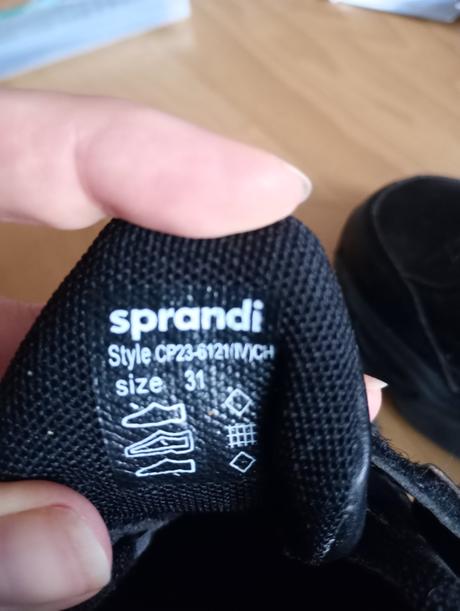 sprandi
Style CP23-6121(IV)CH
size 31